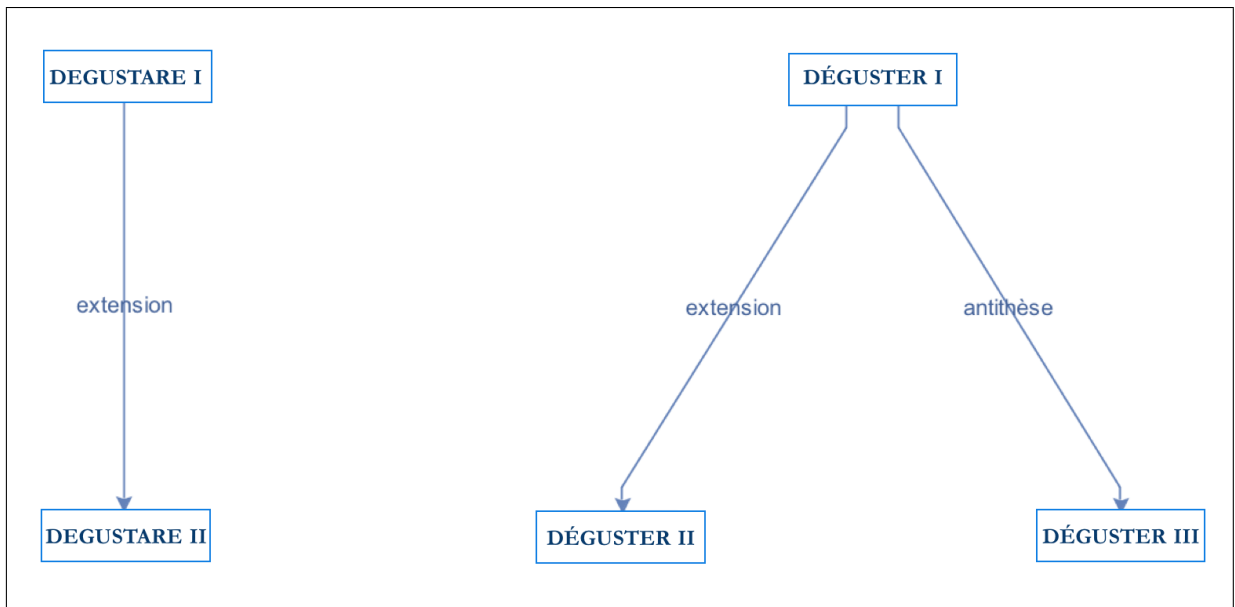 DEGUSTARE I
DÉGUSTER I
extension
extension
antithèse
DEGUSTARE II
DÉGUSTER II
DÉGUSTER III